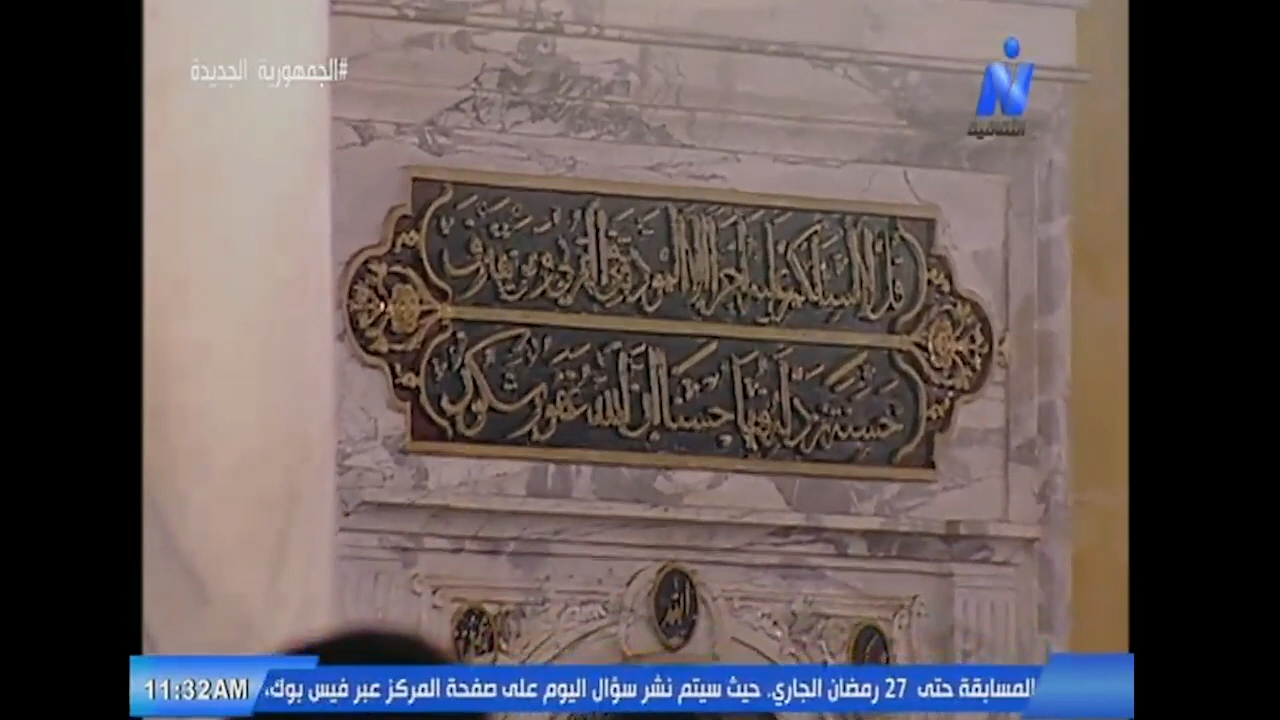 #الجمهورية الجديدة
الثقافية
قل لا أسئلكم عليه أجرا إلا المودة في القربى ومن يقترف
حسنة نزد له فيها حسنا إن الله غفور شكور
الله
المسابقة حتى 27 رمضان الجاري. حيث سيتم نشر سؤال اليوم على صفحة المركز عبر فيس بوك،
11:32AM